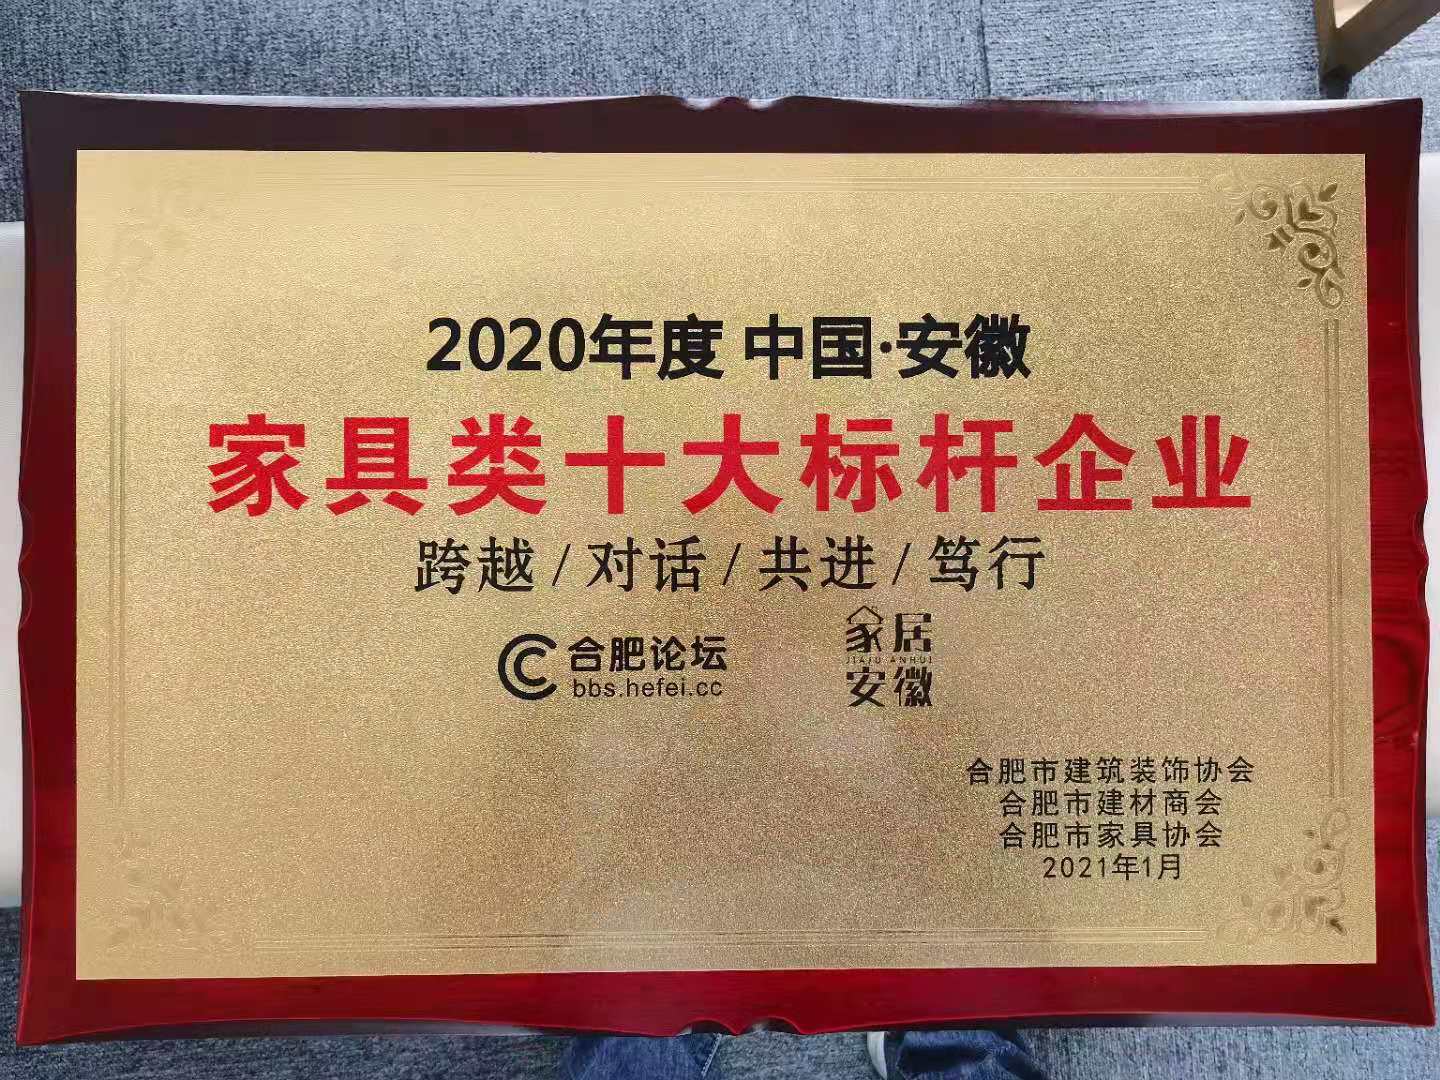 2020年度 中国·安徽
家具类十大标杆企业
跨越/对话/共进/笃行
合肥论坛
bbs.hefei.cc
家居
JIAJU ANHUI
安徽
合肥市建筑装饰协会
合肥市建材商会
合肥市家具协会
2021年1月